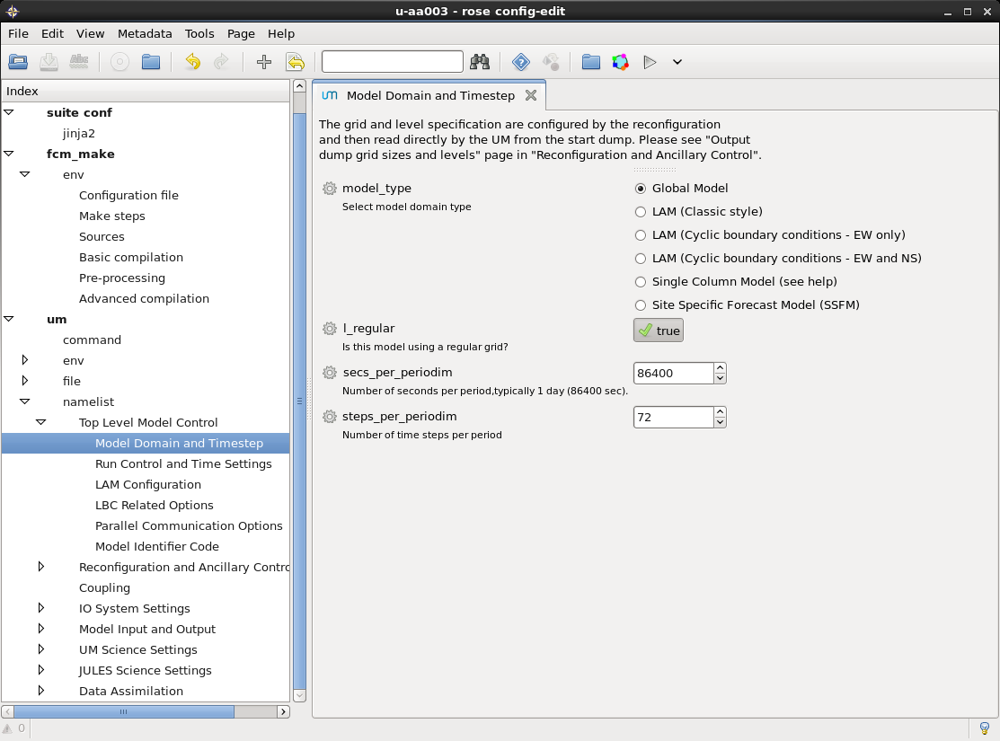 u-aa003 - rose config-edit
File Edit View Metadata Tools Page Help
Abc
Index
suite conf
jinja2
fcm_make
env
Configuration file
Make steps
Sources
Basic compilation
Pre-processing
Advanced compilation
um
command
env
file
namelist
Top Level Model Control
Model Domain and Timestep
Run Control and Time Settings
LAM Configuration
LBC Related Options
Parallel Communication Options
Model Identifier Code
Reconfiguration and Ancillary Contro
Coupling
IO System Settings
Model Input and Output
UM Science Settings
JULES Science Settings
Data Assimilation
0
um Model Domain and Timestep
The grid and level specification are configured by the reconfiguration
and then read directly by the UM from the start dump. Please see "Output
dump grid sizes and levels" page in "Reconfiguration and Ancillary Control".
model_type
Select model domain type
Global Model
LAM (Classic style)
LAM (Cyclic boundary conditions - EW only)
LAM (Cyclic boundary conditions - EW and NS)
Single Column Model (see help)
Site Specific Forecast Model (SSFM)
l_regular
Is this model using a regular grid?
true
secs_per_periodim
Number of seconds per period,typically 1 day (86400 sec).
86400
steps_per_periodim
Number of time steps per period
72